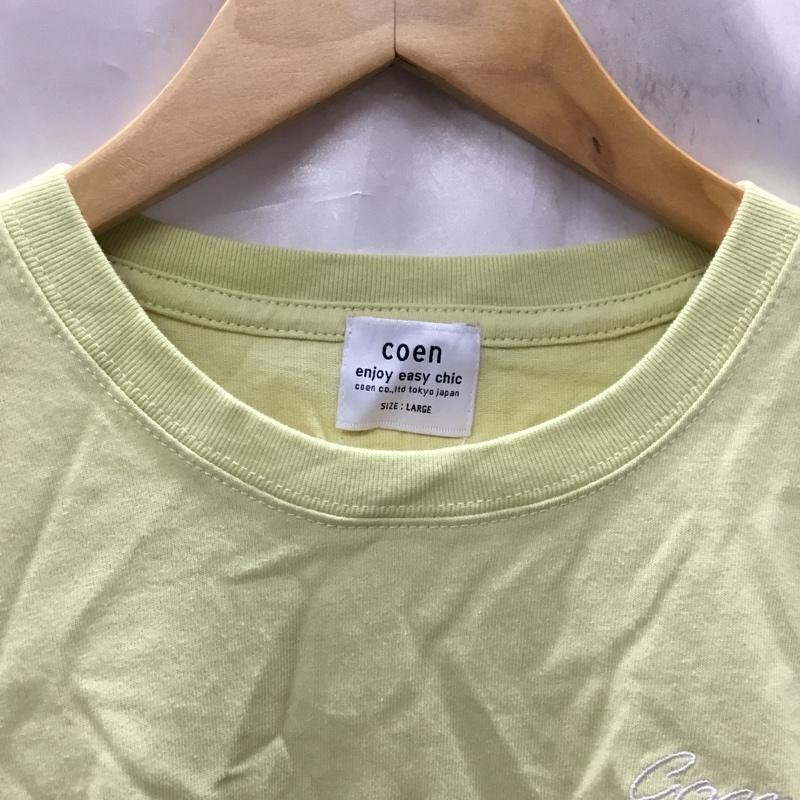 coen
enjoy easy chic
coen co.,ltd tokyo japan
SIZE : LARGE